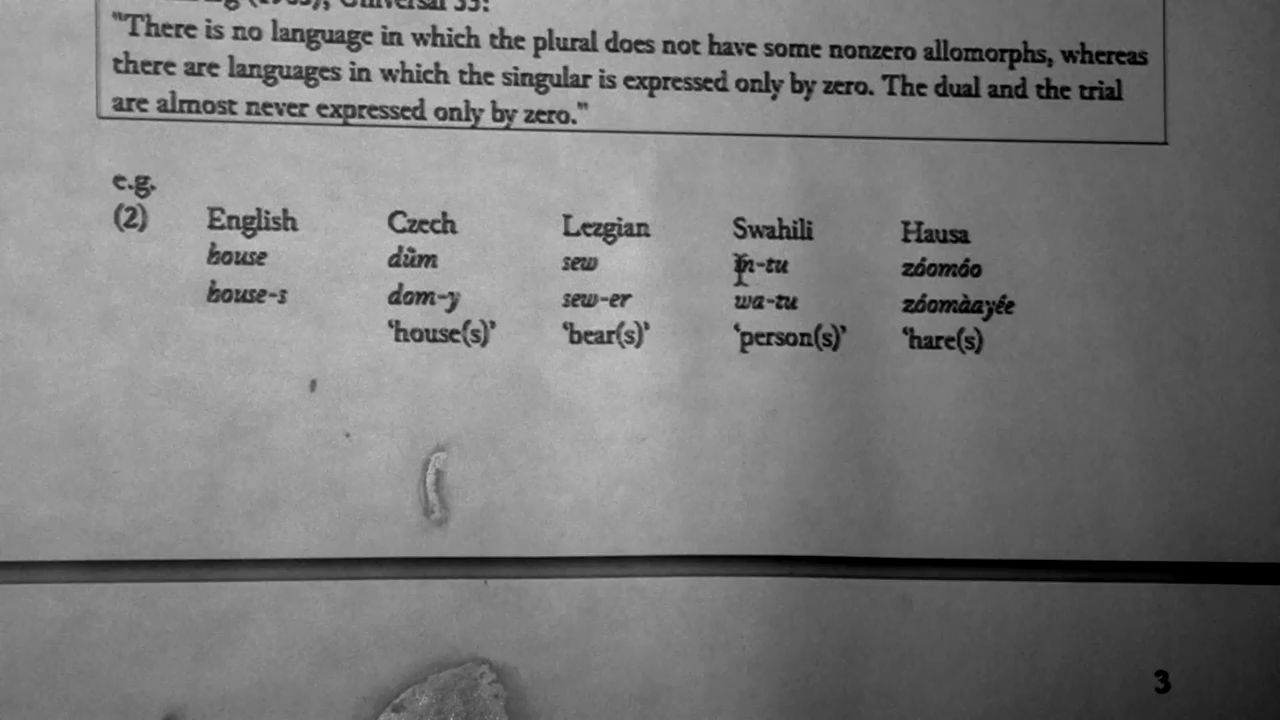 "There is no language in which the plural does not have some nonzero allomorphs, whereas
there are languages in which the singular is expressed only by zero. The dual and the trial
are almost never expressed only by zero."
e.g.
(2) English Czech Lezgian Swahili Hausa
house dům sew m-tu zóomóo
house-s dom-y sew-er wa-tu zóomàayée
'house(s)' 'bear(s)' 'person(s)' 'hare(s)
3